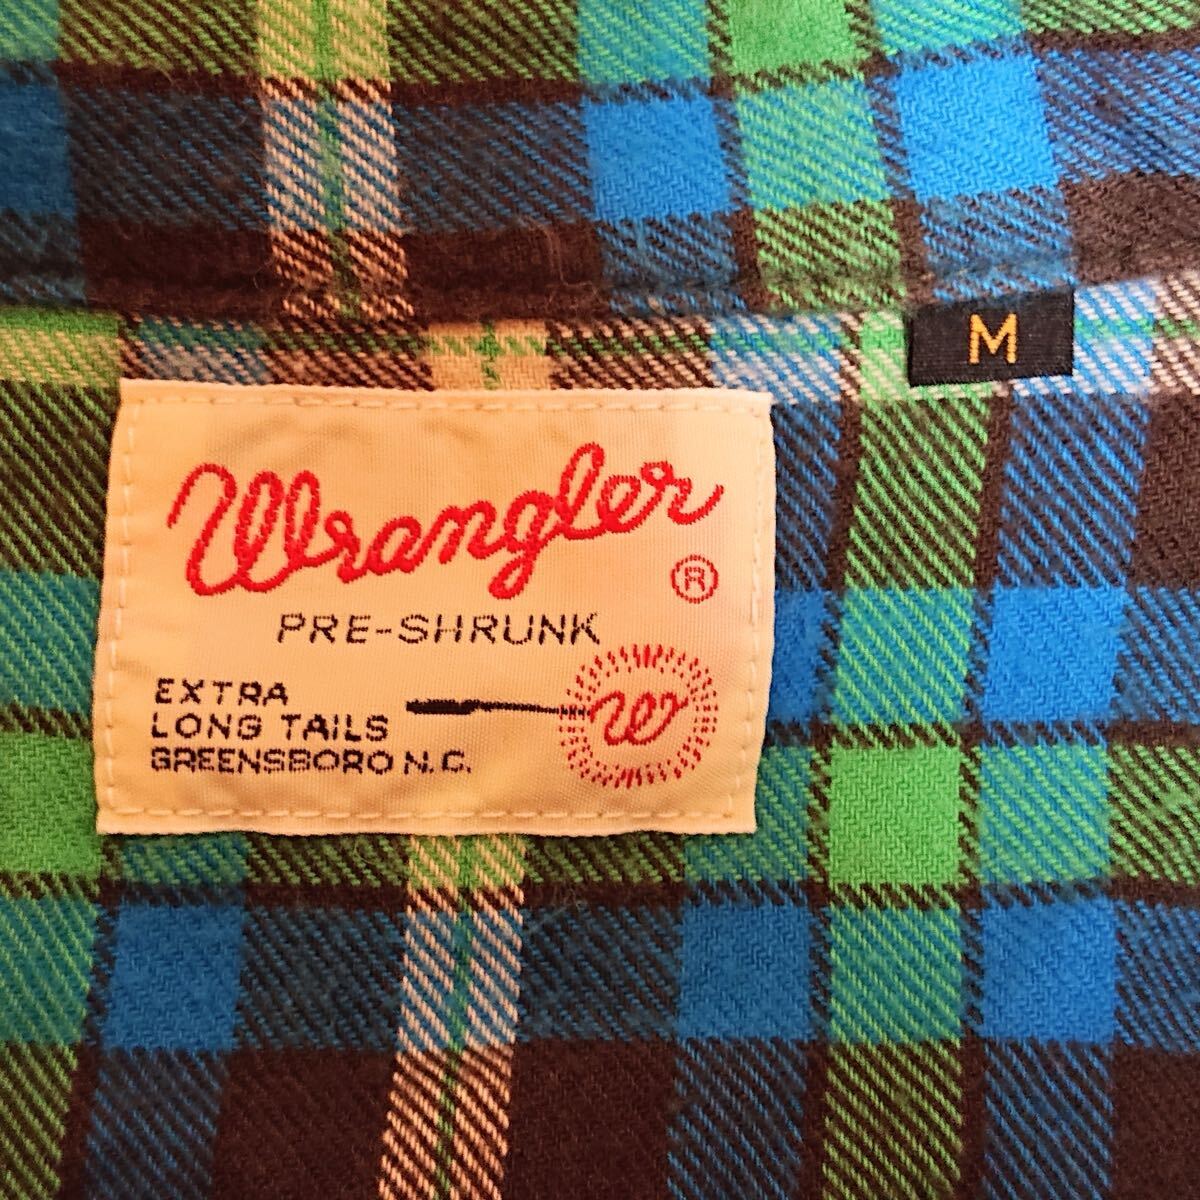 M
Wrangler
®
PRE-SHRUNK
EXTRA
LONG TAILS
GREENSBORO N.C.
W